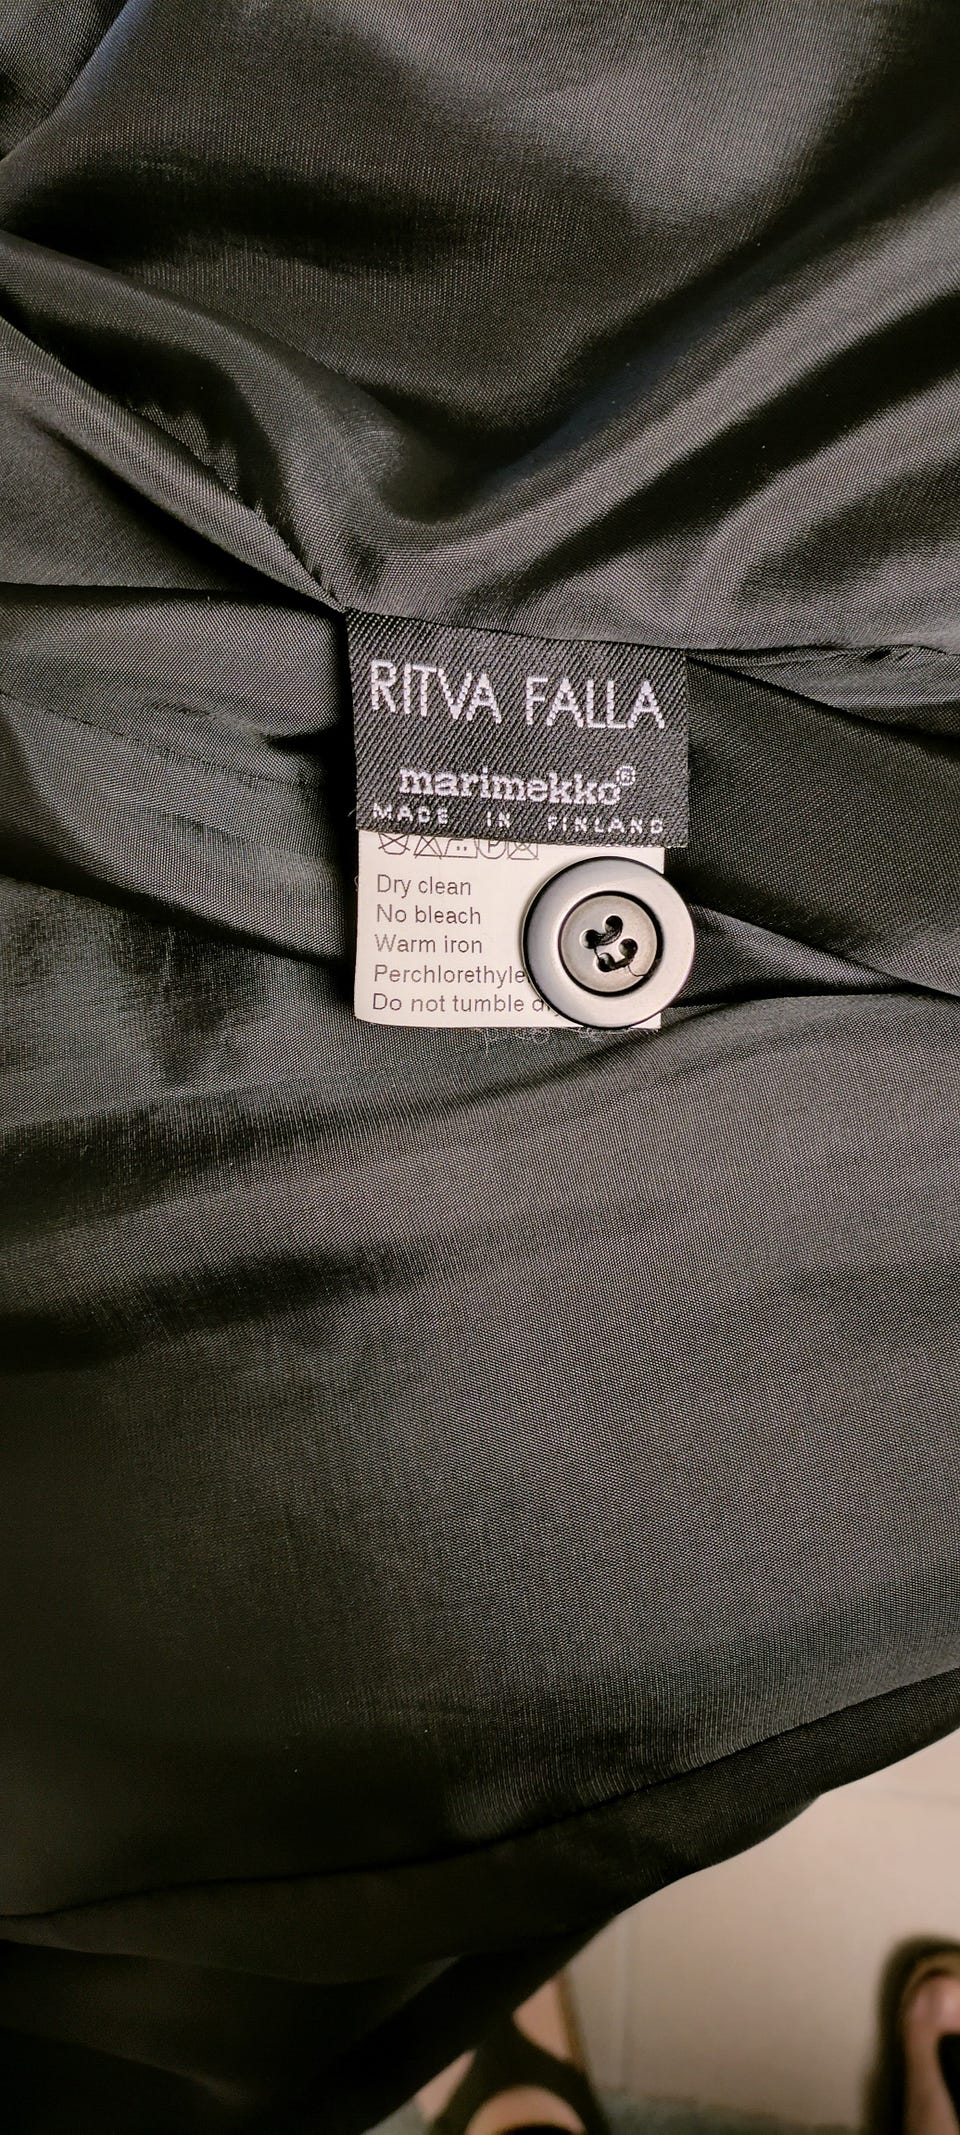 RITVA FALLA
marimekko®
MADE IN FINLAND
Dry clean
No bleach
Warm iron
Perchlorethyle
Do not tumble